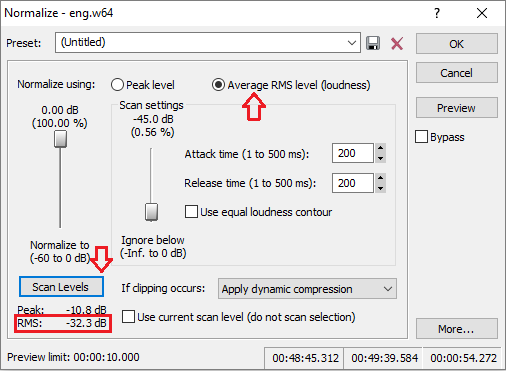 Normalize - eng.w64
Preset: (Untitled)
OK
Cancel
Preview
Bypass
Normalize using: Peak level Average RMS level (loudness)
0.00 dB
(100.00 %)
Normalize to
(-60 to 0 dB)
Scan settings
-45.0 dB
(0.56 %)
Ignore below
(-Inf. to 0 dB)
Attack time (1 to 500 ms): 200
Release time (1 to 500 ms): 200
Use equal loudness contour
Scan Levels
If clipping occurs: Apply dynamic compression
Peak: -10.8 dB
RMS: -32.3 dB
Use current scan level (do not scan selection)
More...
Preview limit: 00:00:10.000
00:48:45.312 00:49:39.584 00:00:54.272